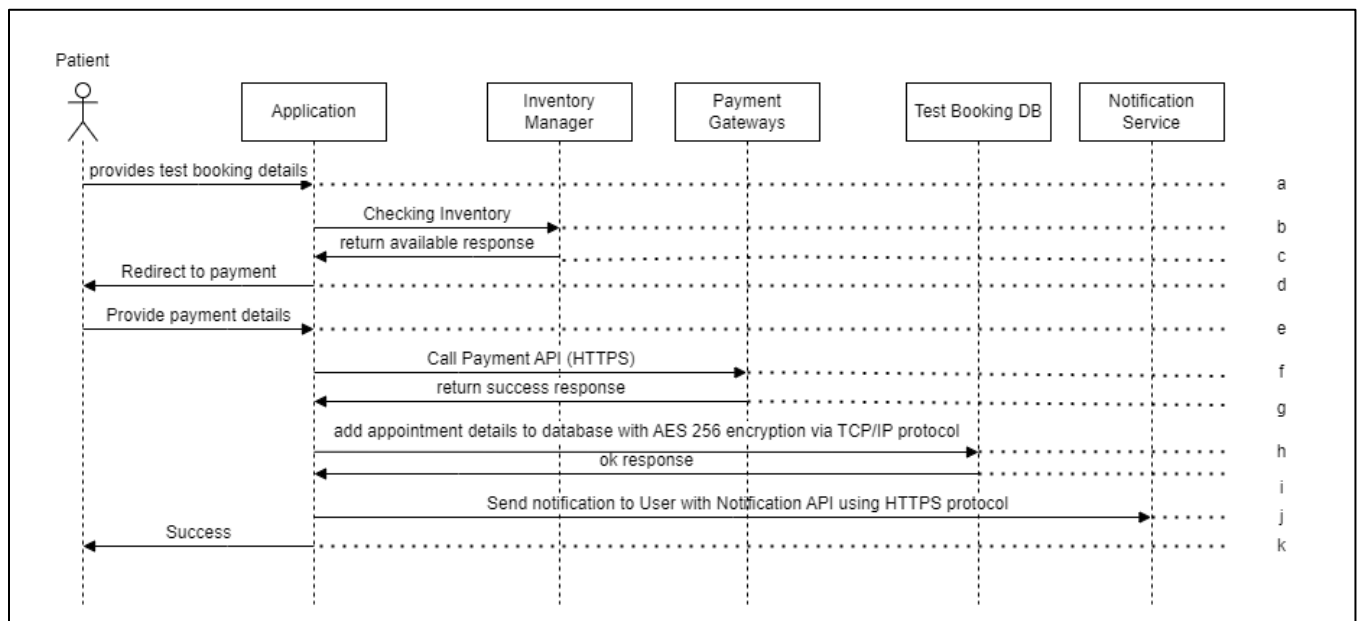 Patient
Application
Inventory
Manager
Payment
Gateways
Test Booking DB
Notification
Service
provides test booking details
a
Checking Inventory
b
return available response
c
Redirect to payment
d
Provide payment details
e
Call Payment API (HTTPS)
f
return success response
g
add appointment details to database with AES 256 encryption via TCP/IP protocol
h
ok response
i
Send notification to User with Notification API using HTTPS protocol
j
Success
k